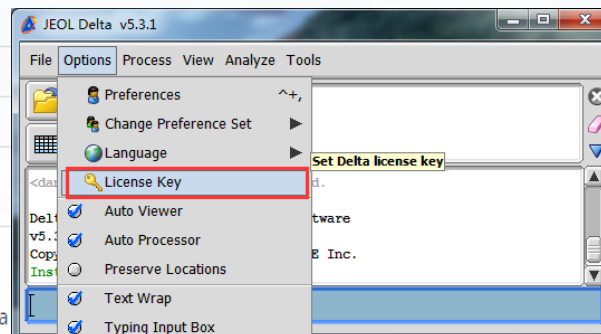 JEOL Delta v5.3.1
File Options Process View Analyze Tools
Preferences ^+,
Change Preference Set
Language
Set Delta license key
License Key
d.
Auto Viewer
Delt tware
Auto Processor
v5.3
Copy E Inc.
Preserve Locations
Inst
Text Wrap
a
Typing Input Box